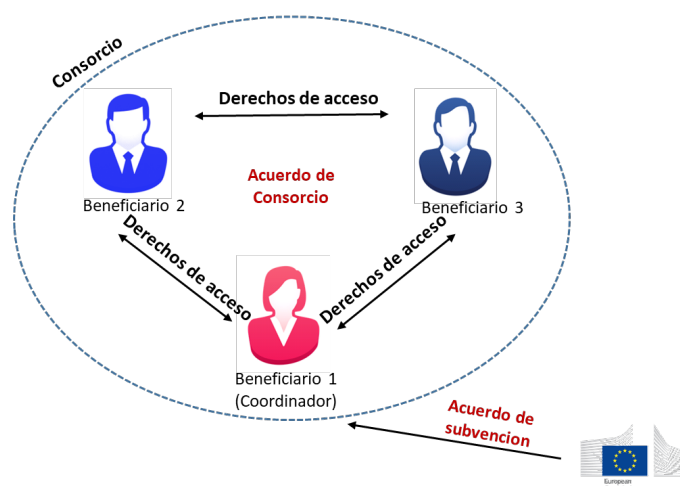 Consorcio
Derechos de acceso
Acuerdo de
Consorcio
Beneficiario 2
Beneficiario 3
Derechos de acceso
Derechos de acceso
Beneficiario 1
(Coordinador)
Acuerdo de
subvencion
European